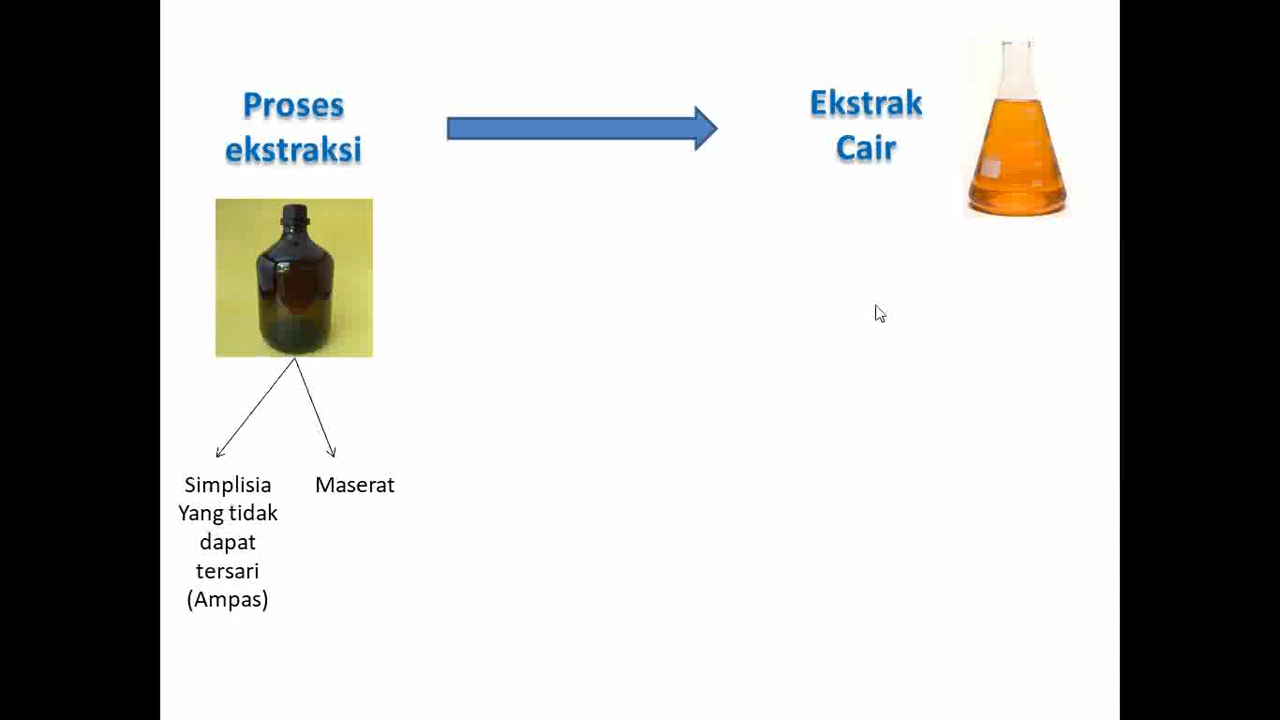 Proses
ekstraksi
Ekstrak
Cair
Simplisia
Yang tidak
dapat
tersari
(Ampas)
Maserat